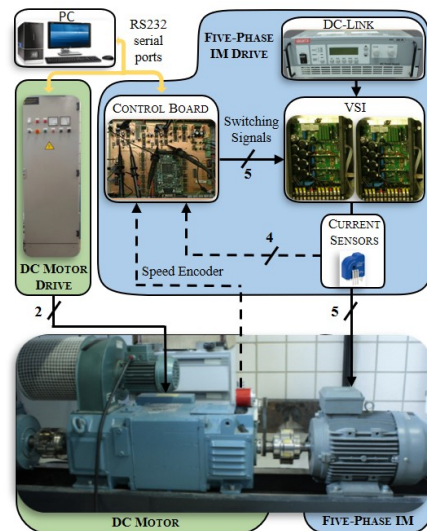 PC
RS232
serial
ports
FIVE-PHASE
IM DRIVE
DC-LINK
CONTROL BOARD
Switching
Signals
5
VSI
CURRENT
SENSORS
4
Speed Encoder
DC MOTOR
DRIVE
2
5
DC MOTOR
FIVE-PHASE IM